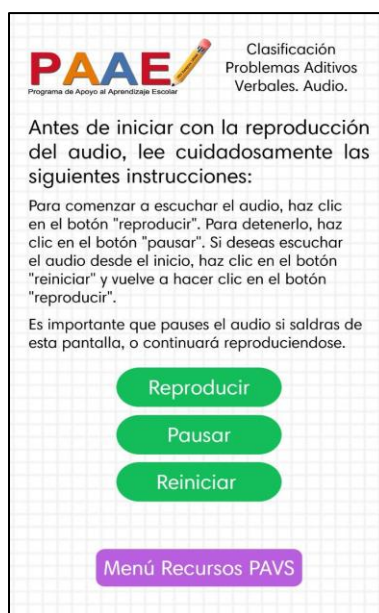 PAAE
Programa de Apoyo al Aprendizaje Escolar
Clasificación
Problemas Aditivos
Verbales. Audio.
Antes de iniciar con la reproducción
del audio, lee cuidadosamente las
siguientes instrucciones:
Para comenzar a escuchar el audio, haz clic
en el botón "reproducir". Para detenerlo, haz
clic en el botón "pausar". Si deseas escuchar
el audio desde el inicio, haz clic en el botón
"reiniciar" y vuelve a hacer clic en el botón
"reproducir".
Es importante que pauses el audio si saldras de
esta pantalla, o continuará reproduciendose.
Reproducir
Pausar
Reiniciar
Menú Recursos PAVS